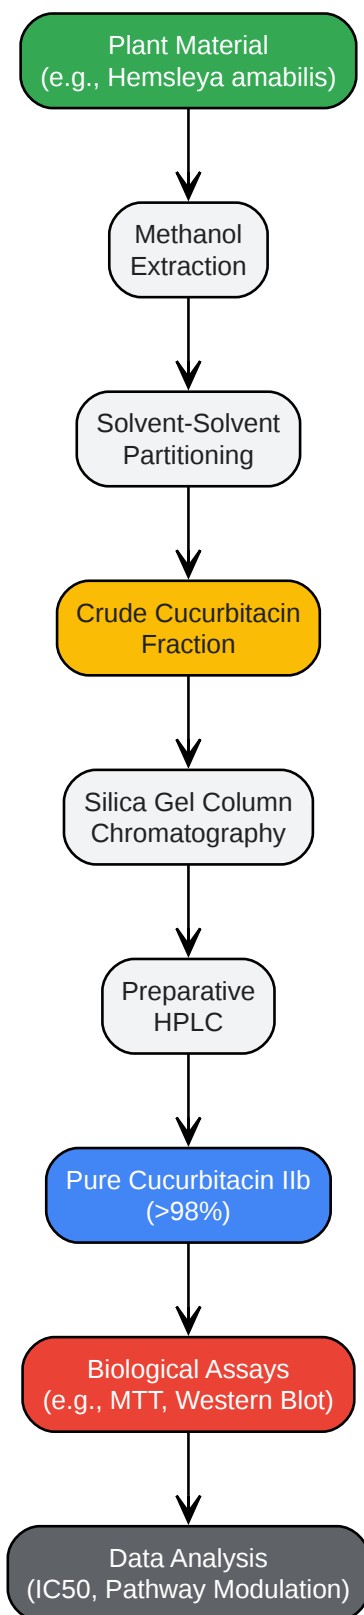 Plant Material
(e.g., Hemsleya amabilis)
Methanol
Extraction
Solvent-Solvent
Partitioning
Crude Cucurbitacin
Fraction
Silica Gel Column
Chromatography
Preparative
HPLC
Pure Cucurbitacin IIb
(>98%)
Biological Assays
(e.g., MTT, Western Blot)
Data Analysis
(IC50, Pathway Modulation)